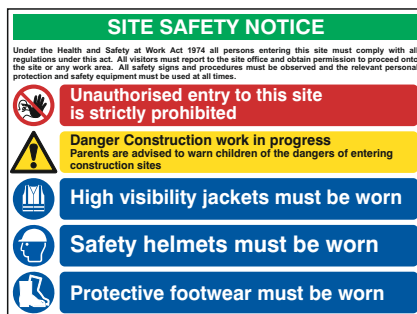 SITE SAFETY NOTICE
Under the Health and Safety at Work Act 1974 all persons entering this site must comply with all
regulations under this act. All visitors must report to the site office and obtain permission to proceed onto
the site or any work area. All safety signs and procedures must be observed and the relevant personal
protection and safety equipment must be used at all times.
Unauthorised entry to this site
is strictly prohibited
Danger Construction work in progress
Parents are advised to warn children of the dangers of entering
construction sites
High visibility jackets must be worn
Safety helmets must be worn
Protective footwear must be worn